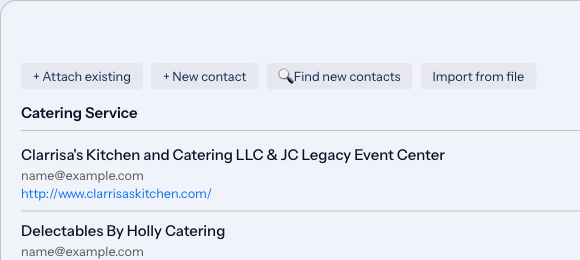 + Attach existing + New contact 🔍Find new contacts Import from file
Catering Service
Clarrisa's Kitchen and Catering LLC & JC Legacy Event Center
name@example.com
http://www.clarrisaskitchen.com/
Delectables By Holly Catering
name@example.com